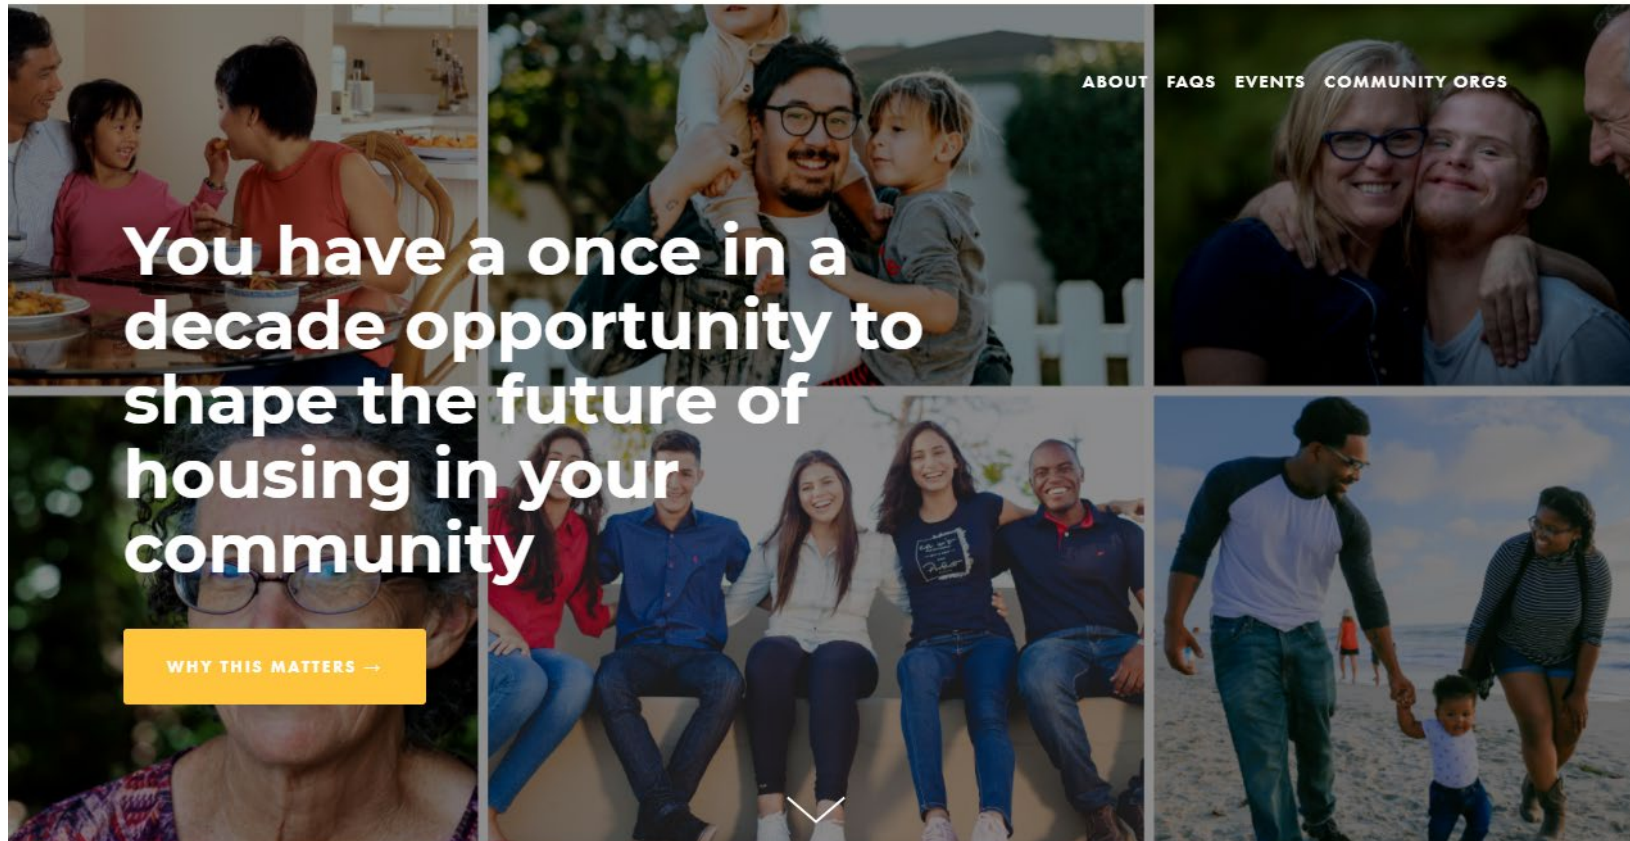 ABOUT FAQS EVENTS COMMUNITY ORGS
You have a once in a
decade opportunity to
shape the future of
housing in your
community
WHY THIS MATTERS →